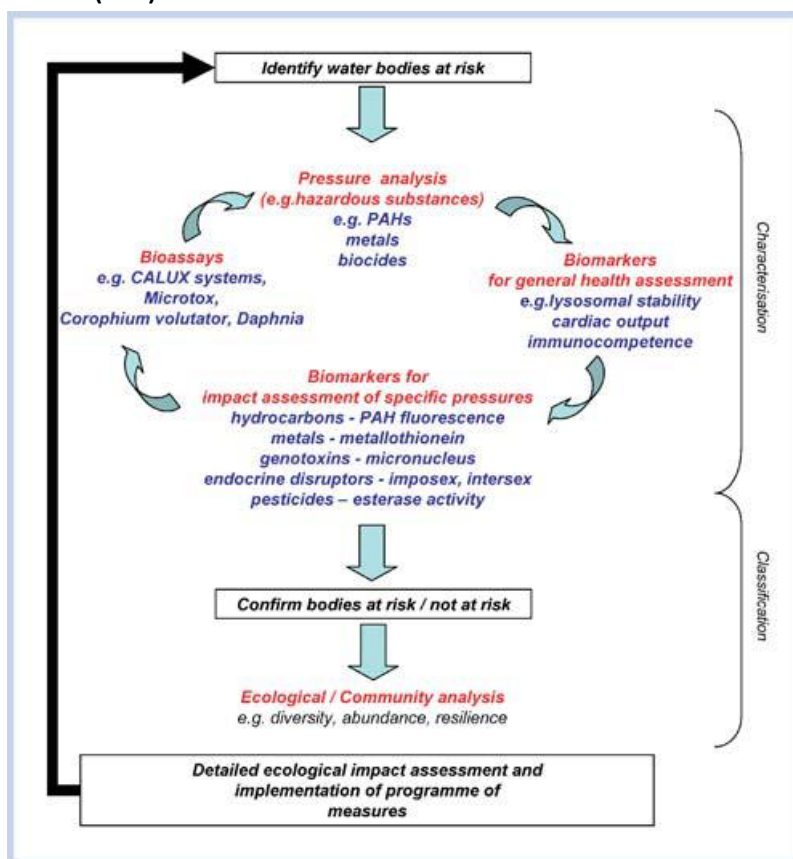 Identify water bodies at risk
Pressure analysis
(e.g.hazardous substances)
e.g. PAHs
metals
biocides
Bioassays
e.g. CALUX systems,
Microtox,
Corophium volutator, Daphnia
Biomarkers
for general health assessment
e.g.lysosomal stability
cardiac output
immunocompetence
Biomarkers for
impact assessment of specific pressures
hydrocarbons - PAH fluorescence
metals - metallothionein
genotoxins - micronucleus
endocrine disruptors - imposex, intersex
pesticides – esterase activity
Characterisation
Confirm bodies at risk / not at risk
Ecological / Community analysis
e.g. diversity, abundance, resilience
Classification
Detailed ecological impact assessment and
implementation of programme of
measures